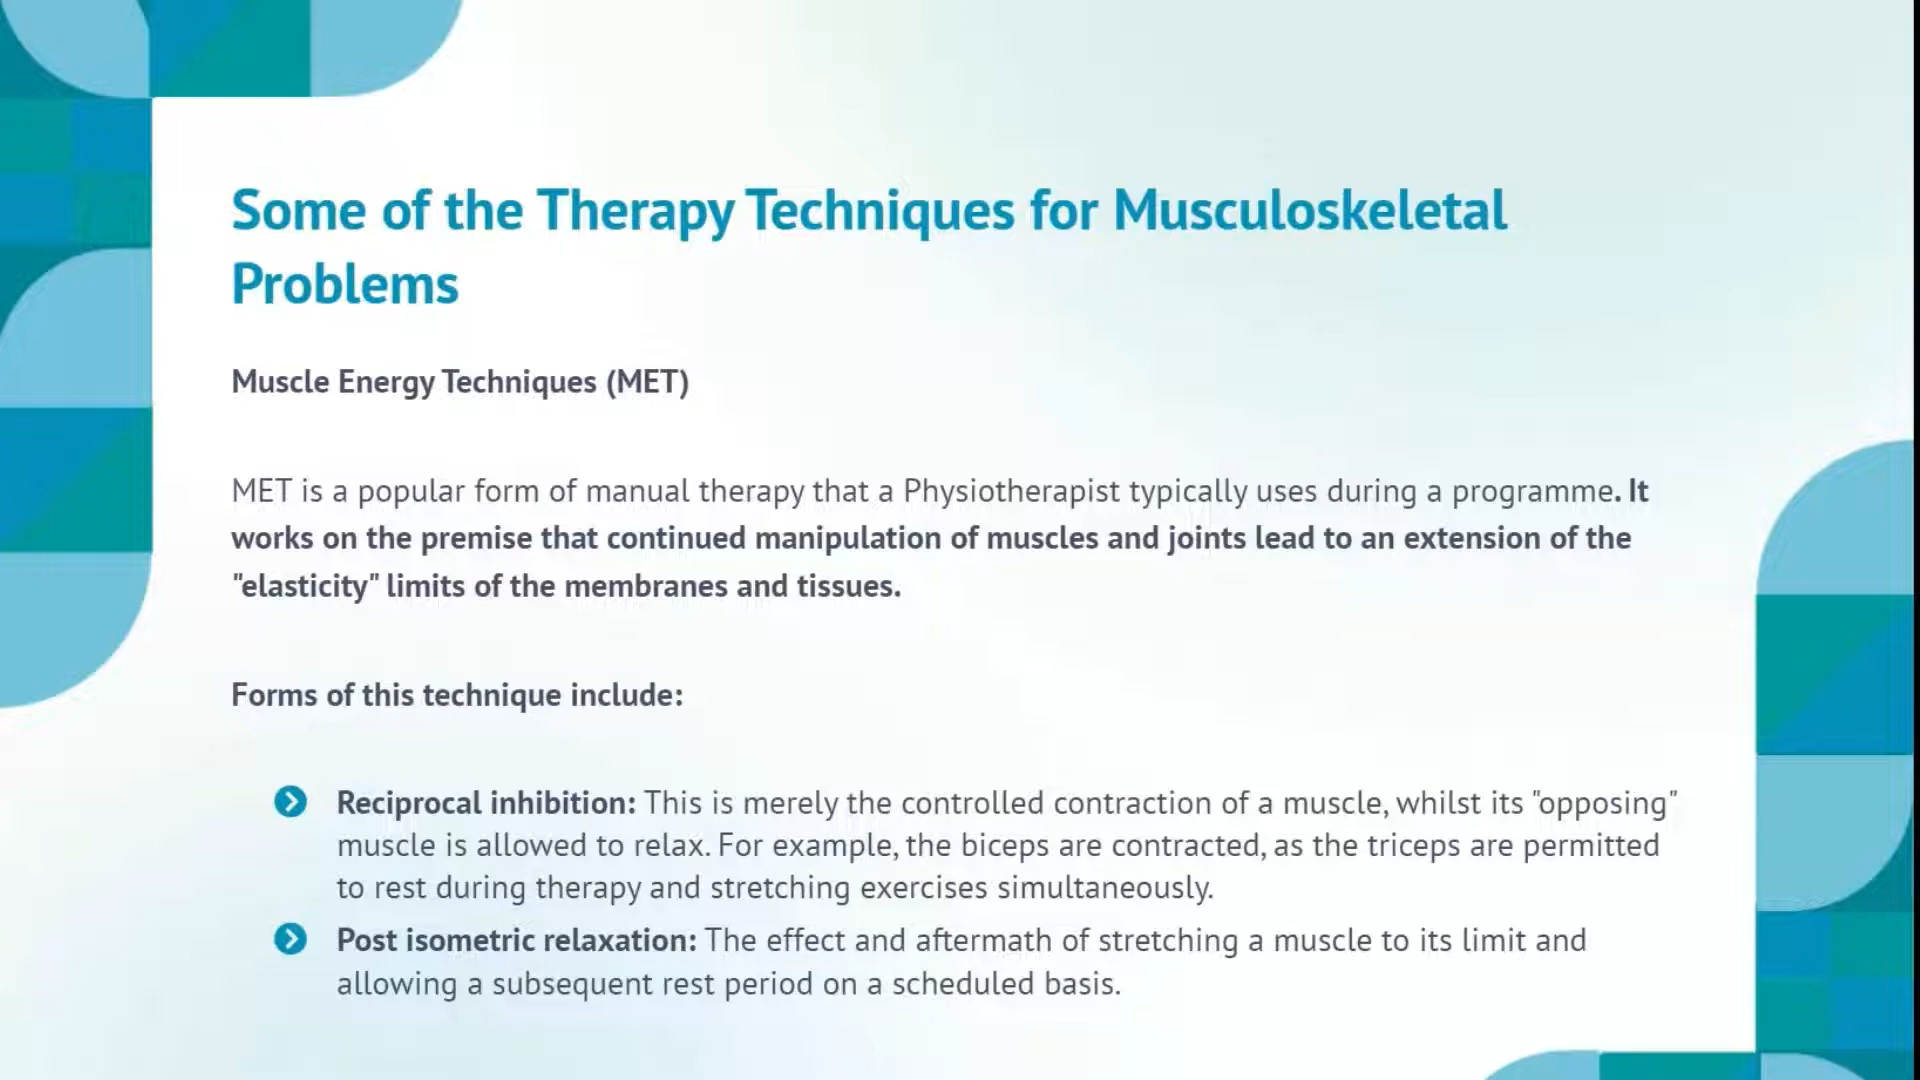 Some of the Therapy Techniques for Musculoskeletal
Problems
Muscle Energy Techniques (MET)
MET is a popular form of manual therapy that a Physiotherapist typically uses during a programme. It
works on the premise that continued manipulation of muscles and joints lead to an extension of the
"elasticity" limits of the membranes and tissues.
Forms of this technique include:
Reciprocal inhibition: This is merely the controlled contraction of a muscle, whilst its "opposing"
muscle is allowed to relax. For example, the biceps are contracted, as the triceps are permitted
to rest during therapy and stretching exercises simultaneously.
Post isometric relaxation: The effect and aftermath of stretching a muscle to its limit and
allowing a subsequent rest period on a scheduled basis.